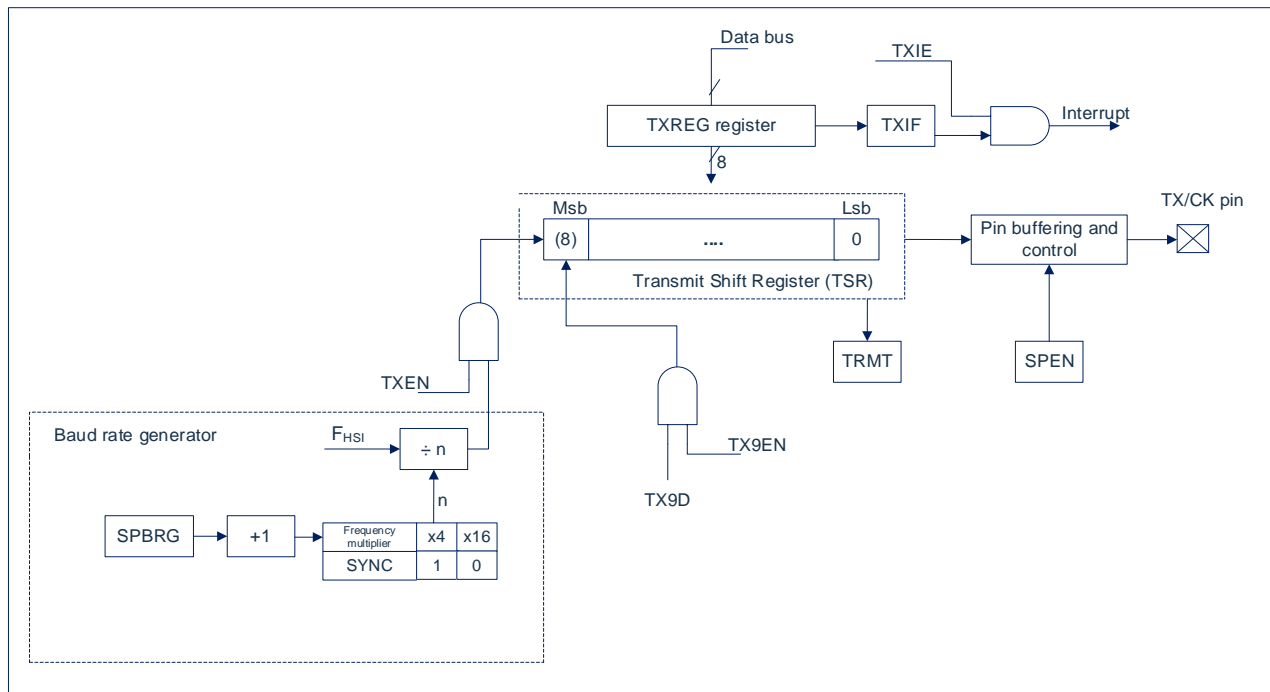 Data bus
TXIE
TXREG register
TXIF
Interrupt
8
TX/CK pin
Msb
Lsb
(8)
....
0
Pin buffering and
control
Transmit Shift Register (TSR)
TRMT
SPEN
TXEN
Baud rate generator
FHSI
÷ n
TX9EN
n
TX9D
SPBRG
+1
Frequency
multiplier
x4
x16
SYNC
1
0